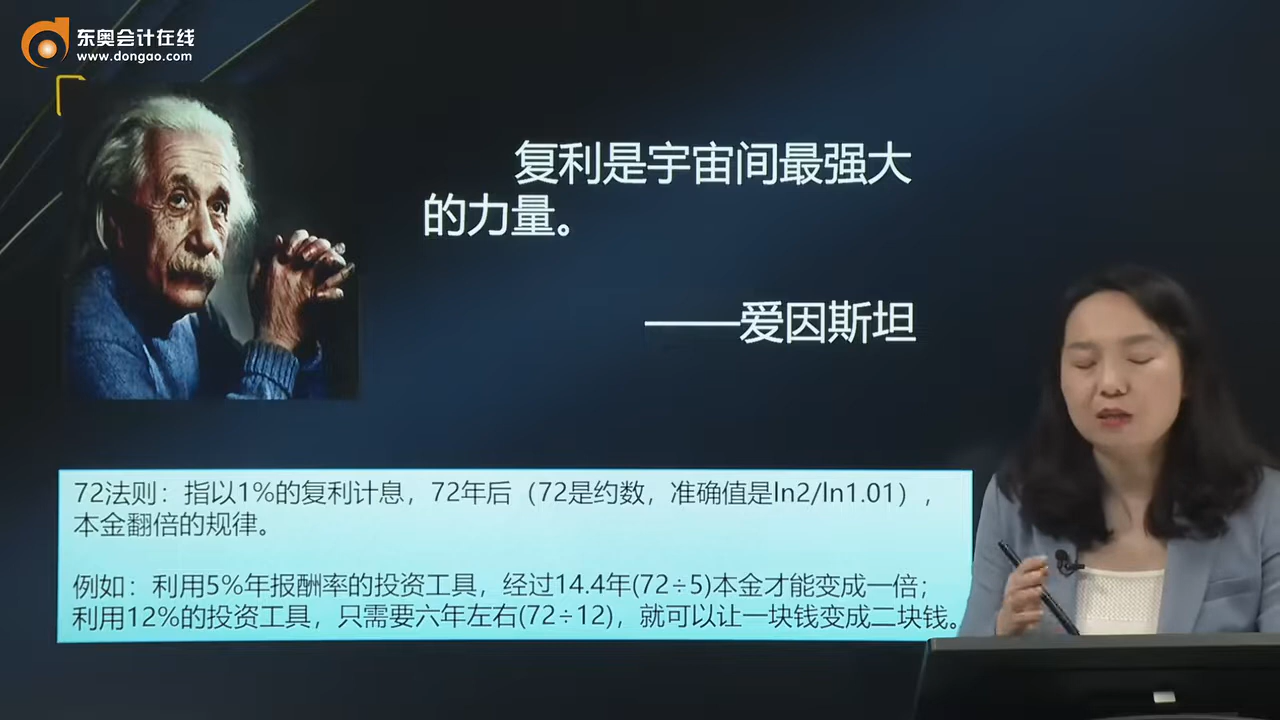 东奥会计在线
www.dongao.com
复利是宇宙间最强大
的力量。
——爱因斯坦
72法则：指以1%的复利计息，72年后（72是约数，准确值是ln2/ln1.01），
本金翻倍的规律。
例如：利用5%年报酬率的投资工具，经过14.4年(72÷5)本金才能变成一倍；
利用12%的投资工具，只需要六年左右(72÷12)，就可以让一块钱变成二块钱。